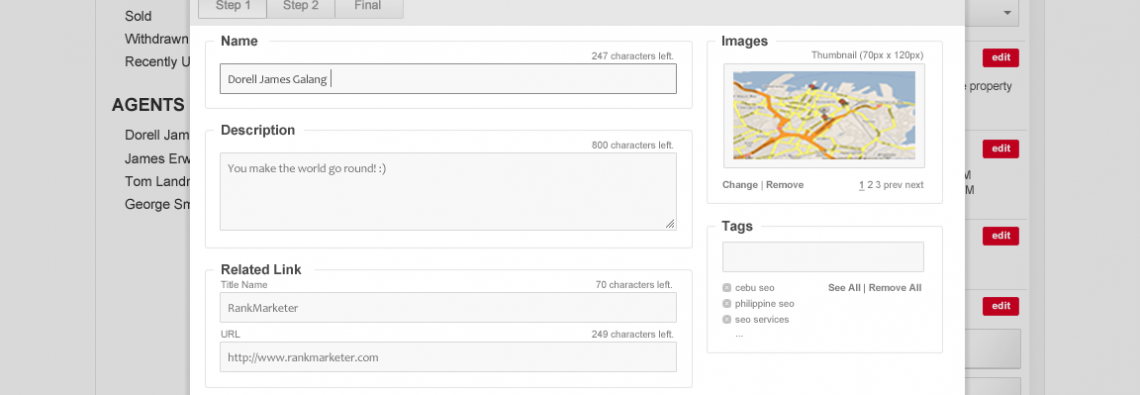 Step 1
Step 2
Final
Sold
Withdrawn
Recently U
AGENTS
Dorell Jam
James Erw
Tom Landr
George Sm
Name
247 characters left.
Dorell James Galang
Description
800 characters left.
You make the world go round! :)
Related Link
Title Name
70 characters left.
RankMarketer
URL
249 characters left.
http://www.rankmarketer.com
Images
Thumbnail (70px x 120px)
Change | Remove
1 2 3 prev next
Tags
cebu seo
See All | Remove All
philippine seo
seo services
...
edit
e property
edit
M
M
edit
edit